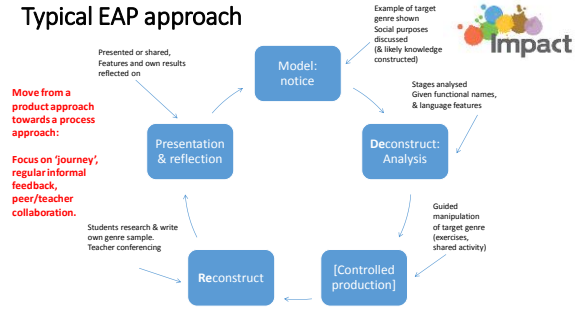 Typical EAP approach
Example of target
genre shown
Social purposes
discussed
(& likely knowledge
constructed)
Impact
Presented or shared,
Features and own results
reflected on
Model:
notice
Stages analysed
Given functional names,
& language features
Move from a
product approach
towards a process
approach:
Focus on ‘journey’,
regular informal
feedback,
peer/teacher
collaboration.
Presentation
& reflection
Deconstruct:
Analysis
Guided
manipulation
of target genre
(exercises,
shared activity)
Students research & write
own genre sample.
Teacher conferencing
Reconstruct
[Controlled
production]